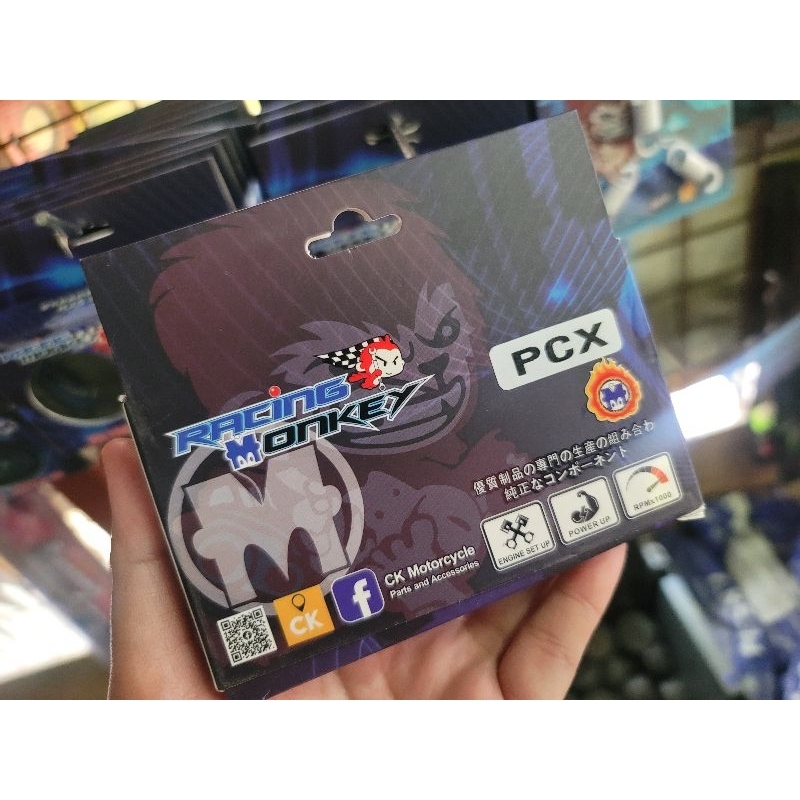 PCX
RACING
MONKEY
優質制品の專門の生産の組み合わ
純正なコンポーネント
ENGINE SET UP
POWER UP
RPMx1000
M
CK
f
CK Motorcycle
Parts and Accessories